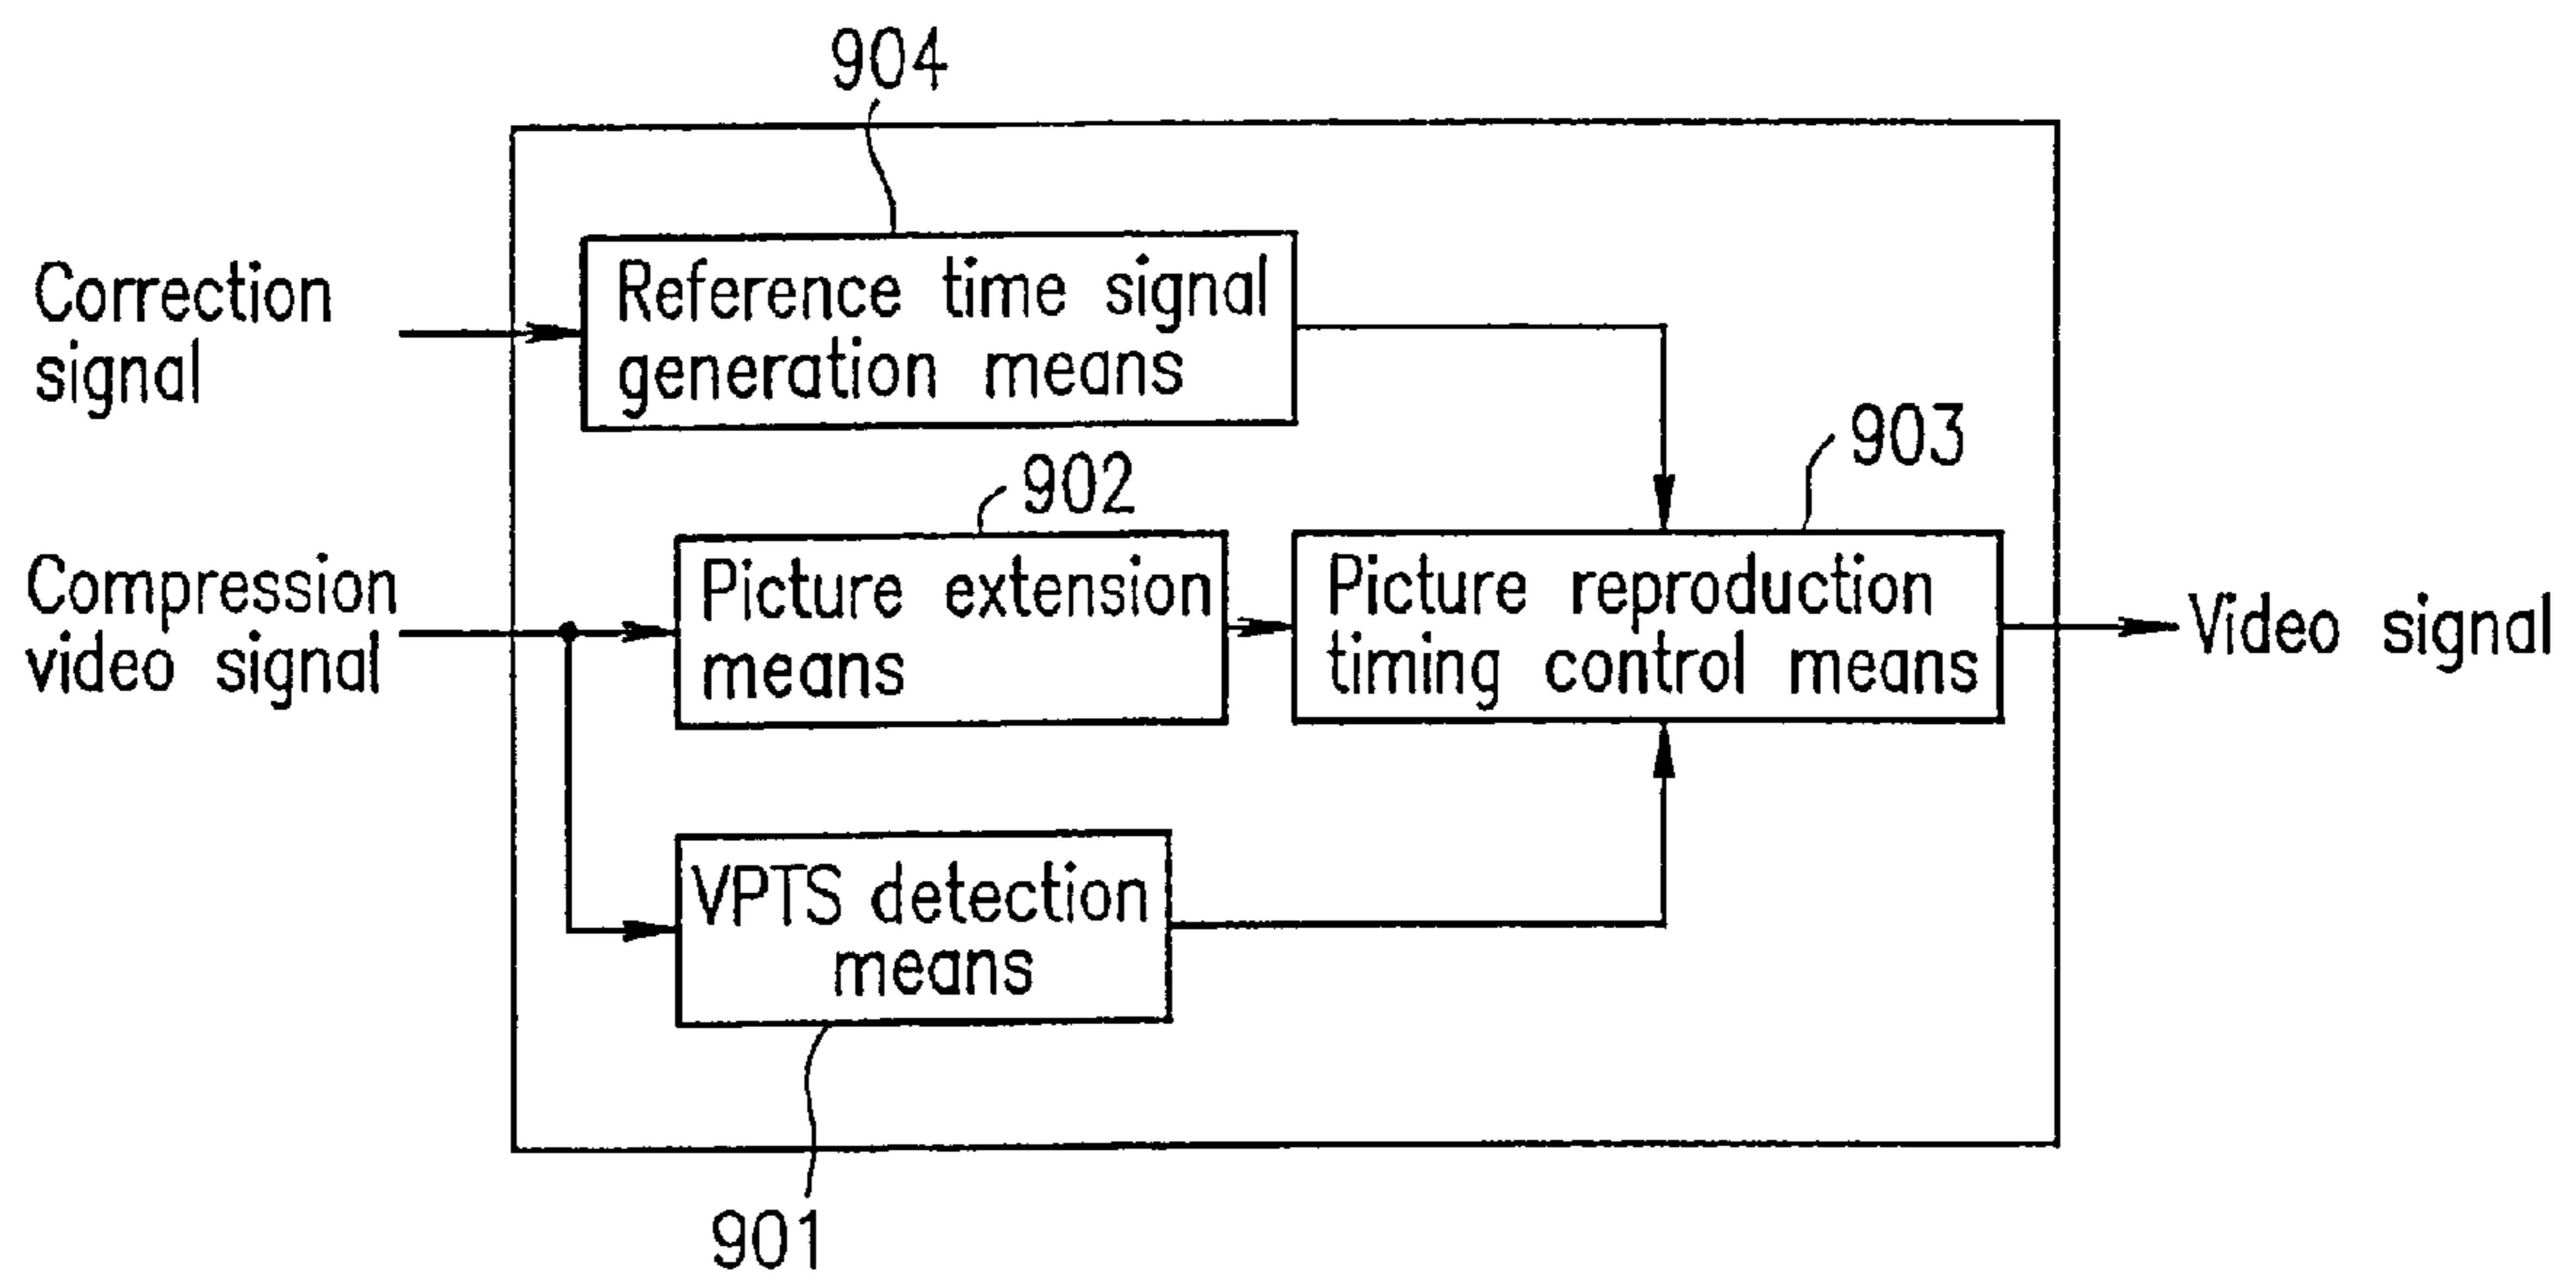 904
Correction
signal
Reference time signal
generation means
902
903
Compression
video signal
Picture extension
means
Picture reproduction
timing control means
Video signal
VPTS detection
means
901